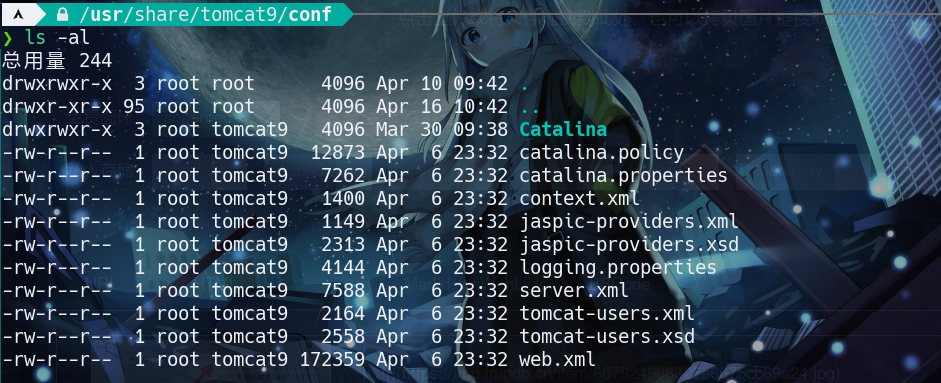 /usr/share/tomcat9/conf
❯ ls -al
总用量 244
drwxrwxr-x  3 root root      4096 Apr 10 09:42 .
drwxr-xr-x 95 root root      4096 Apr 16 10:42 ..
drwxrwxr-x  3 root tomcat9   4096 Mar 30 09:38 Catalina
-rw-r--r--  1 root tomcat9  12873 Apr  6 23:32 catalina.policy
-rw-r--r--  1 root tomcat9   7262 Apr  6 23:32 catalina.properties
-rw-r--r--  1 root tomcat9   1400 Apr  6 23:32 context.xml
-rw-r--r--  1 root tomcat9   1149 Apr  6 23:32 jaspic-providers.xml
-rw-r--r--  1 root tomcat9   2313 Apr  6 23:32 jaspic-providers.xsd
-rw-r--r--  1 root tomcat9   4144 Apr  6 23:32 logging.properties
-rw-r--r--  1 root tomcat9   7588 Apr  6 23:32 server.xml
-rw-r--r--  1 root tomcat9   2164 Apr  6 23:32 tomcat-users.xml
-rw-r--r--  1 root tomcat9   2558 Apr  6 23:32 tomcat-users.xsd
-rw-r--r--  1 root tomcat9 172359 Apr  6 23:32 web.xml